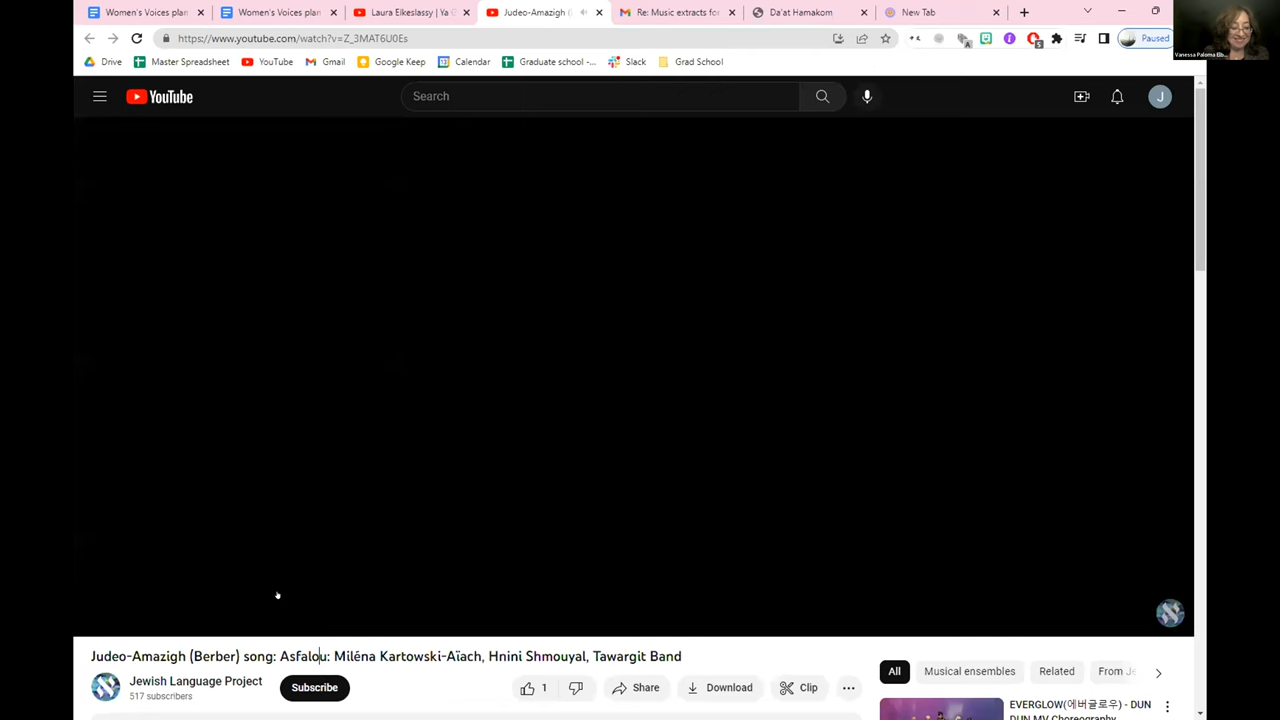 Women's Voices plan
Women's Voices plan
Laura Elkeslassy | Ya
Judeo-Amazigh (
Re: Music extracts fo
Da'at Hamakom
New Tab
https://www.youtube.com/watch?v=Z_3MAT6U0Es
Paused
Vanessa Paloma
Drive
Master Spreadsheet
YouTube
Gmail
Google Keep
Calendar
Graduate school -...
Slack
Grad School
YouTube
Search
J
Judeo-Amazigh (Berber) song: Asfalou: Miléna Kartowski-Aïach, Hnini Shmouyal, Tawargit Band
Jewish Language Project
517 subscribers
Subscribe
1
Share
Download
Clip
All
Musical ensembles
Related
From Je
EVERGLOW(에버글로우) - DUN
DUN MV Choreography